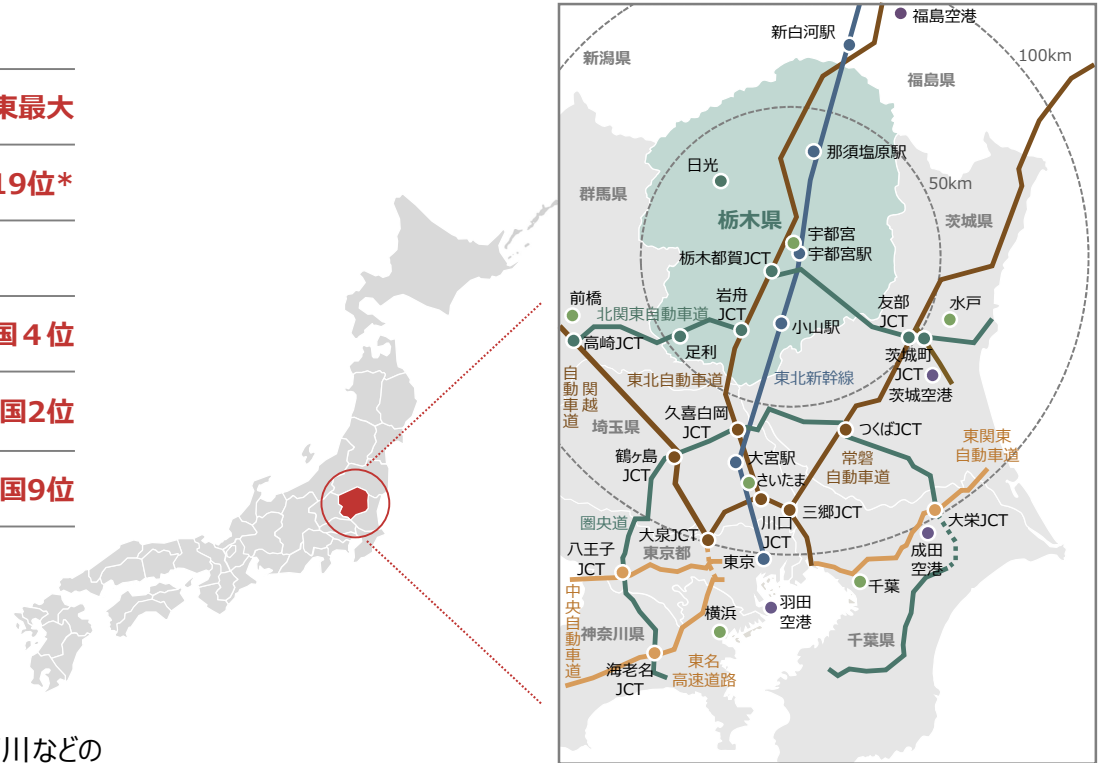 東最大
19位*
国４位
国2位
国9位
川などの
福島空港
新白河駅
新潟県
100km
福島県
那須塩原駅
日光
50km
群馬県
茨城県
栃木県
宇都宮
宇都宮駅
栃木都賀JCT
前橋
岩舟
JCT
友部
JCT
水戸
北関東自動車道
小山駅
高崎JCT
足利
茨城町
JCT
茨城空港
関越
自動車道
東北自動車道
東北新幹線
埼玉県
久喜白岡
JCT
つくばJCT
東関東
自動車道
鶴ヶ島
JCT
大宮駅
さいたま
常磐
自動車道
圏央道
大泉JCT
川口
JCT
三郷JCT
大栄JCT
八王子
JCT
東京都
東京
成田
空港
千葉
中央自動車道
神奈川県
横浜
羽田
空港
千葉県
海老名
JCT
東名
高速道路